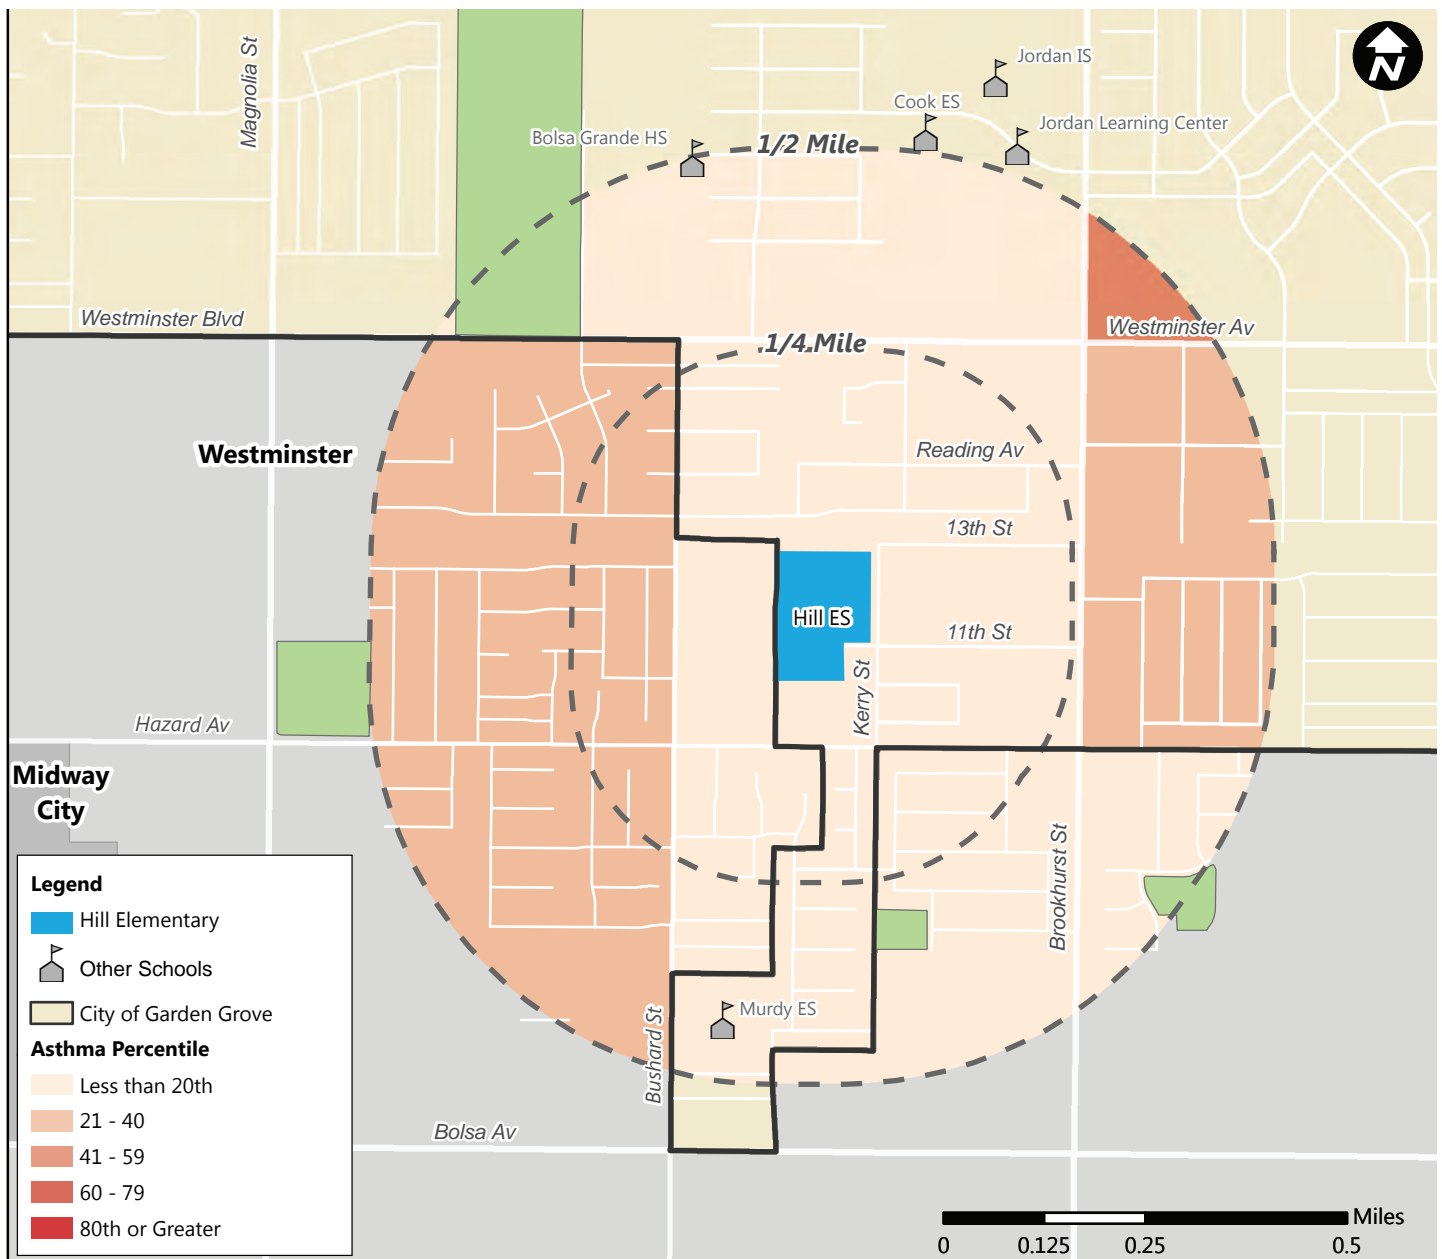 Magnolia St
Jordan IS
N
Cook ES
Jordan Learning Center
Bolsa Grande HS
1/2 Mile
Westminster Blvd
Westminster Av
1/4 Mile
Westminster
Reading Av
13th St
Hill ES
11th St
Kerry St
Hazard Av
Midway
City
Brookhurst St
Murdy ES
Bushard St
Bolsa Av
Legend
Hill Elementary
Other Schools
City of Garden Grove
Asthma Percentile
Less than 20th
21 - 40
41 - 59
60 - 79
80th or Greater
Miles
0 0.125 0.25 0.5